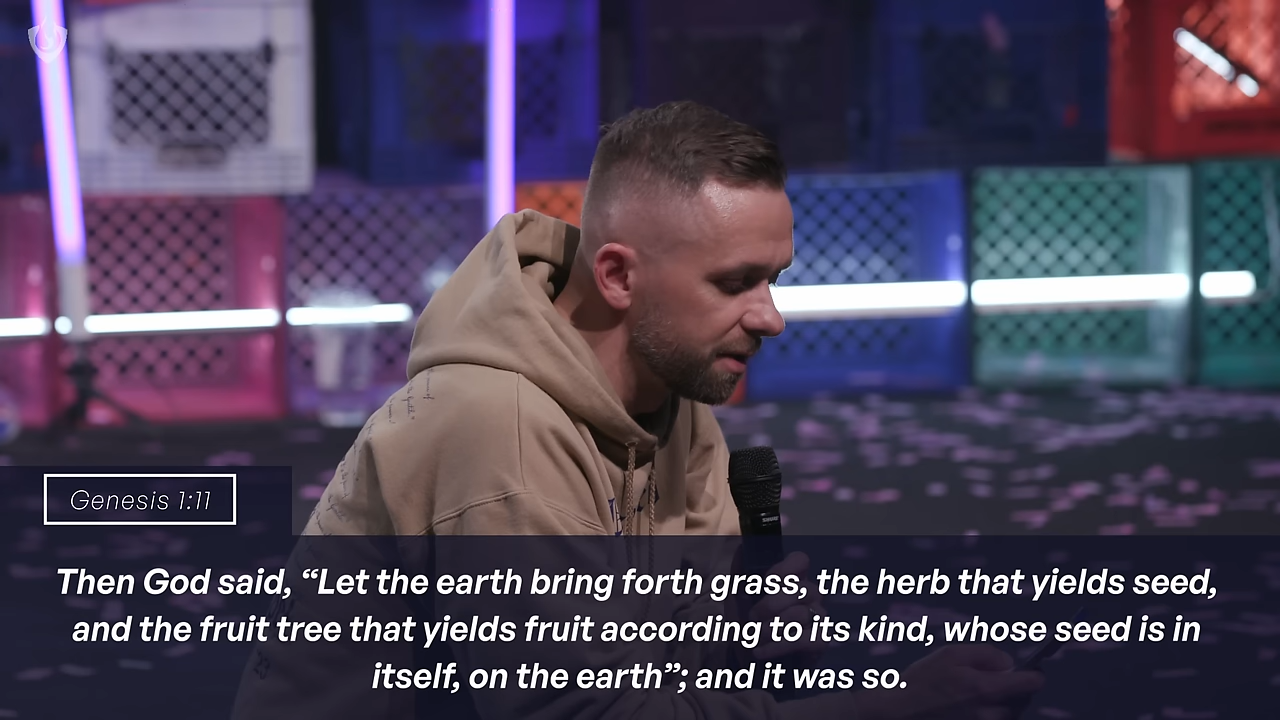 Genesis 1:11
Then God said, “Let the earth bring forth grass, the herb that yields seed,
and the fruit tree that yields fruit according to its kind, whose seed is in
itself, on the earth”; and it was so.
SHURE